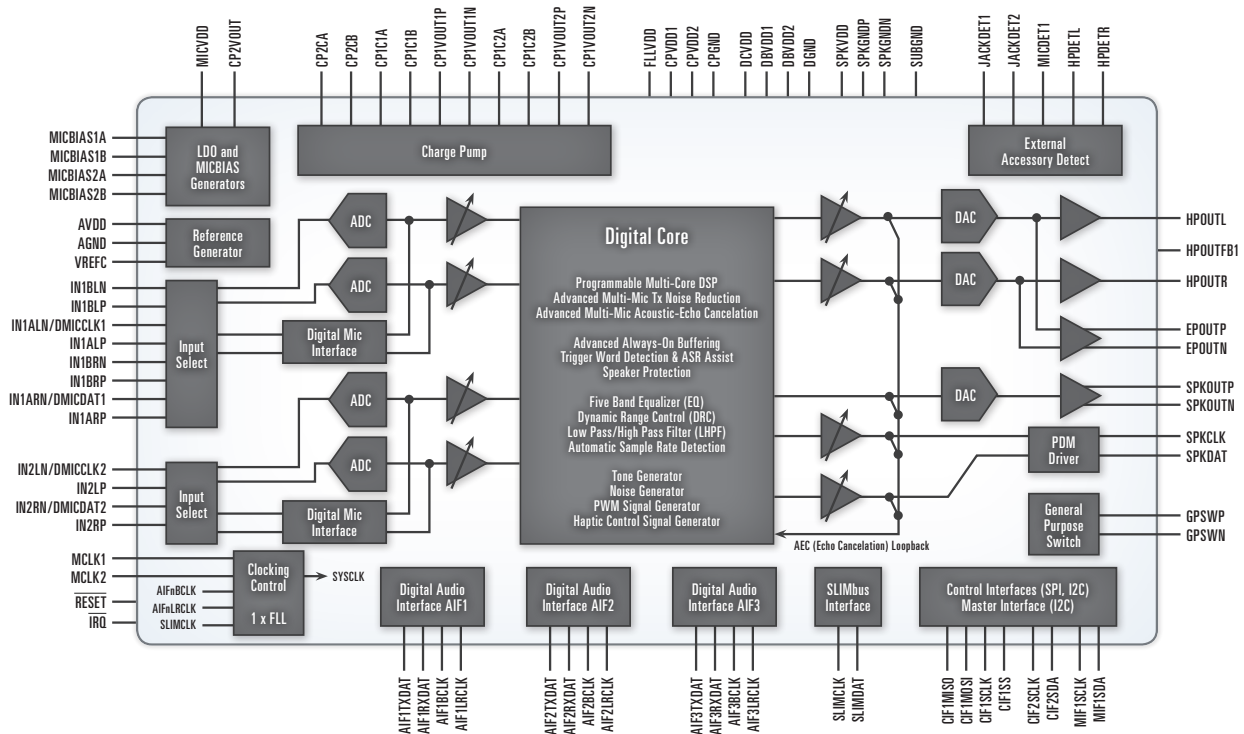 MICVDD
CP2VOUT
CP2CA
CP2CB
CP1C1A
CP1C1B
CP1VOUT1P
CP1VOUT1N
CP1C2A
CP1C2B
CP1VOUT2P
CP1VOUT2N
FLLVDD
CPVDD1
CPVDD2
CPGND
DCVDD
DBVDD1
DBVDD2
DGND
SPKVDD
SPKGNDP
SPKGNDN
SUBGND
JACKDET1
JACKDET2
MICDET1
HPDETL
HPDETR
MICBIAS1A
MICBIAS1B
MICBIAS2A
MICBIAS2B
LDO and
MICBIAS
Generators
Charge Pump
External
Accessory Detect
AVDD
AGND
VREFC
Reference
Generator
IN1BLN
IN1BLP
IN1ALN/DMICCLK1
IN1ALP
IN1BRN
IN1BRP
IN1ARN/DMICDAT1
IN1ARP
Input
Select
ADC
ADC
Digital Mic
Interface
IN2LN/DMICCLK2
IN2LP
IN2RN/DMICDAT2
IN2RP
Input
Select
ADC
ADC
Digital Mic
Interface
Digital Core
Programmable Multi-Core DSP
Advanced Multi-Mic Tx Noise Reduction
Advanced Multi-Mic Acoustic-Echo Cancelation
Advanced Always-On Buffering
Trigger Word Detection & ASR Assist
Speaker Protection
Five Band Equalizer (EQ)
Dynamic Range Control (DRC)
Low Pass/High Pass Filter (LHPF)
Automatic Sample Rate Detection
Tone Generator
Noise Generator
PWM Signal Generator
Haptic Control Signal Generator
DAC
DAC
DAC
PDM
Driver
General
Purpose
Switch
AEC (Echo Cancelation) Loopback
HPOUTL
HPOUTFB1
HPOUTR
EPOUTP
EPOUTN
SPKOUTP
SPKOUTN
SPKCLK
SPKDAT
GPSWP
GPSWN
MCLK1
MCLK2
RESET
IRQ
AIFnBCLK
AIFnLRCLK
SLIMCLK
Clocking
Control
1 x FLL
SYSCLK
Digital Audio
Interface AIF1
Digital Audio
Interface AIF2
Digital Audio
Interface AIF3
SLIMbus
Interface
Control Interfaces (SPI, I2C)
Master Interface (I2C)
AIF1TXDAT
AIF1RXDAT
AIF1BCLK
AIF1LRCLK
AIF2TXDAT
AIF2RXDAT
AIF2BCLK
AIF2LRCLK
AIF3TXDAT
AIF3RXDAT
AIF3BCLK
AIF3LRCLK
SLIMCLK
SLIMDAT
CIF1MISO
CIF1MOSI
CIF1SCLK
CIF1SS
CIF2SCLK
CIF2SDA
MIF1SCLK
MIF1SDA